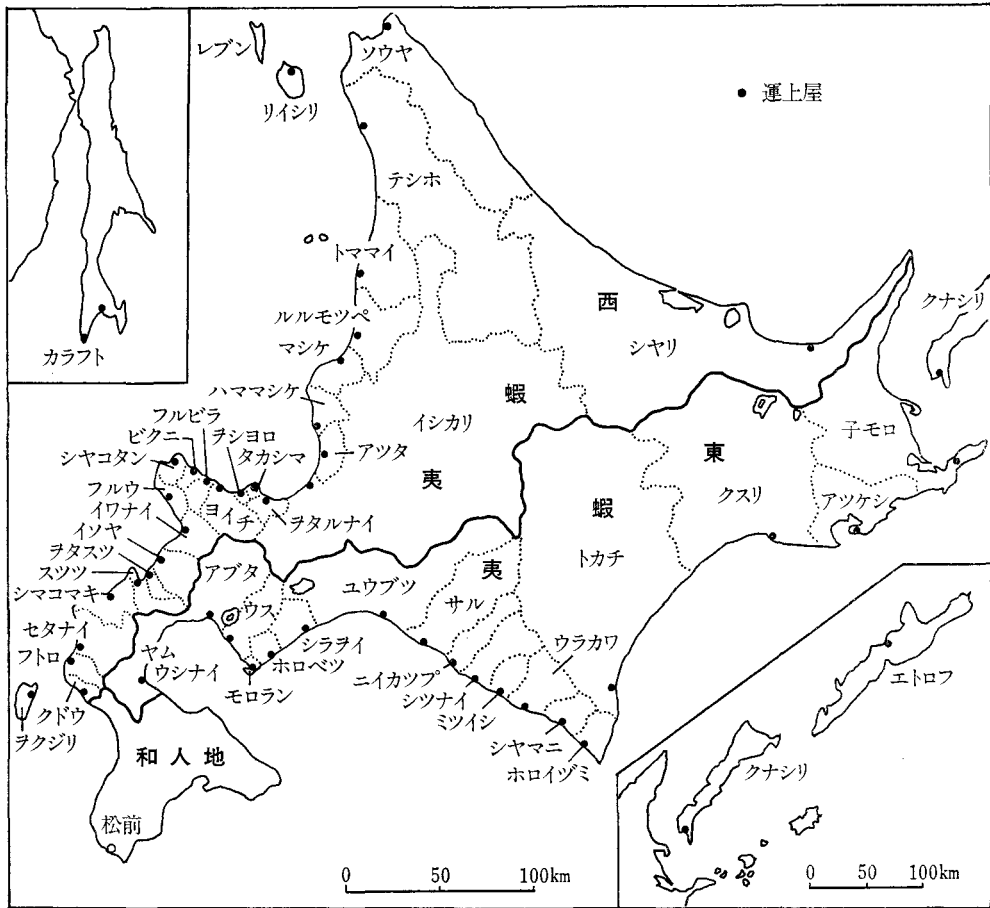 レブン
リイシリ
ソウヤ
● 運上屋
テシホ
トママイ
ルルモツペ
マシケ
ハママシケ
フルビラ
ビクニ
ヲシヨロ
タカシマ
シヤコタン
フルウ
イワナイ
イソヤ
ヲタスツ
スツツ
シマコマキ
セタナイ
フトロ
クドウ
ヲクジリ
ヨイチ
ヲタルナイ
アツタ
イシカリ
西
蝦
夷
シヤリ
クナシリ
子モロ
アツケシ
クスリ
東
蝦
夷
トカチ
アブタ
ウス
ユウブツ
サル
シラヲイ
ホロベツ
モロラン
ニイカツプ
シツナイ
ミツイシ
ウラカワ
シヤマニ
ホロイヅミ
ヤム
ウシナイ
和人地
松前
カラフト
エトロフ
クナシリ
0 50 100km
0 50 100km